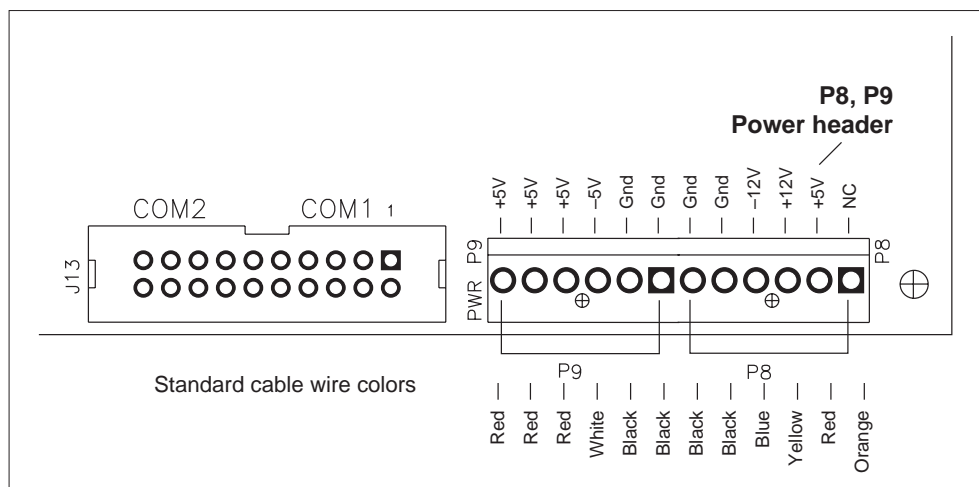 P8, P9
Power header
+5V
+5V
+5V
–5V
Gnd
Gnd
Gnd
Gnd
–12V
+12V
+5V
NC
COM2
COM1
1
J13
P9
PWR
P8
P9
P8
Standard cable wire colors
Red
Red
Red
White
Black
Black
Black
Black
Blue
Yellow
Red
Orange